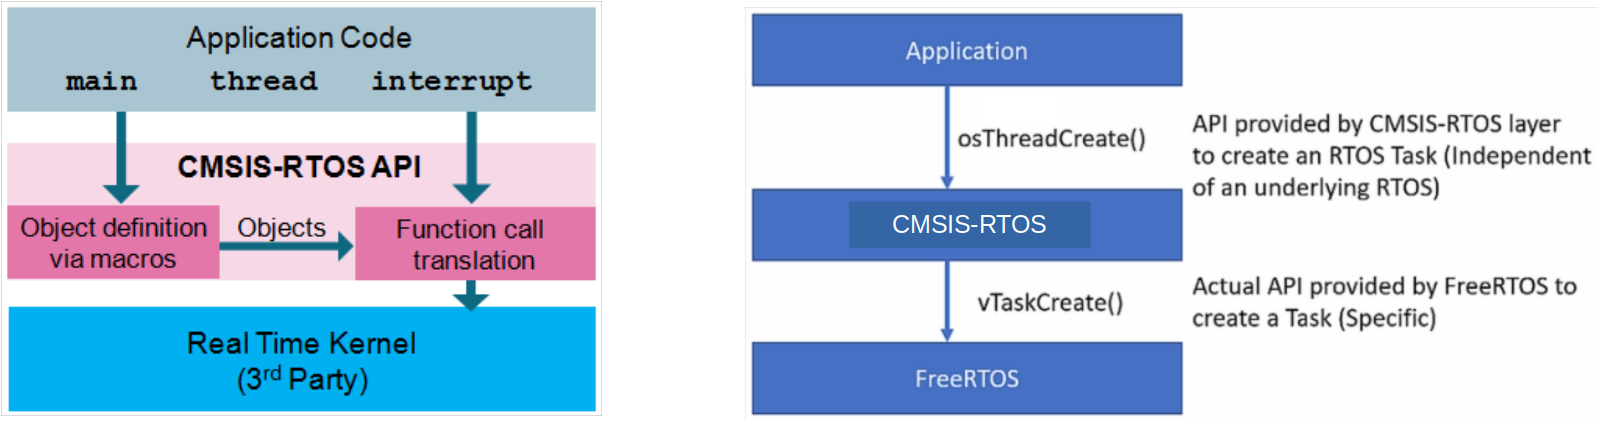 Application Code
main thread interrupt
CMSIS-RTOS API
Object definition
via macros
Objects
Function call
translation
Real Time Kernel
(3rd Party)
Application
osThreadCreate()
API provided by CMSIS-RTOS layer
to create an RTOS Task (Independent
of an underlying RTOS)
CMSIS-RTOS
vTaskCreate()
Actual API provided by FreeRTOS to
create a Task (Specific)
FreeRTOS